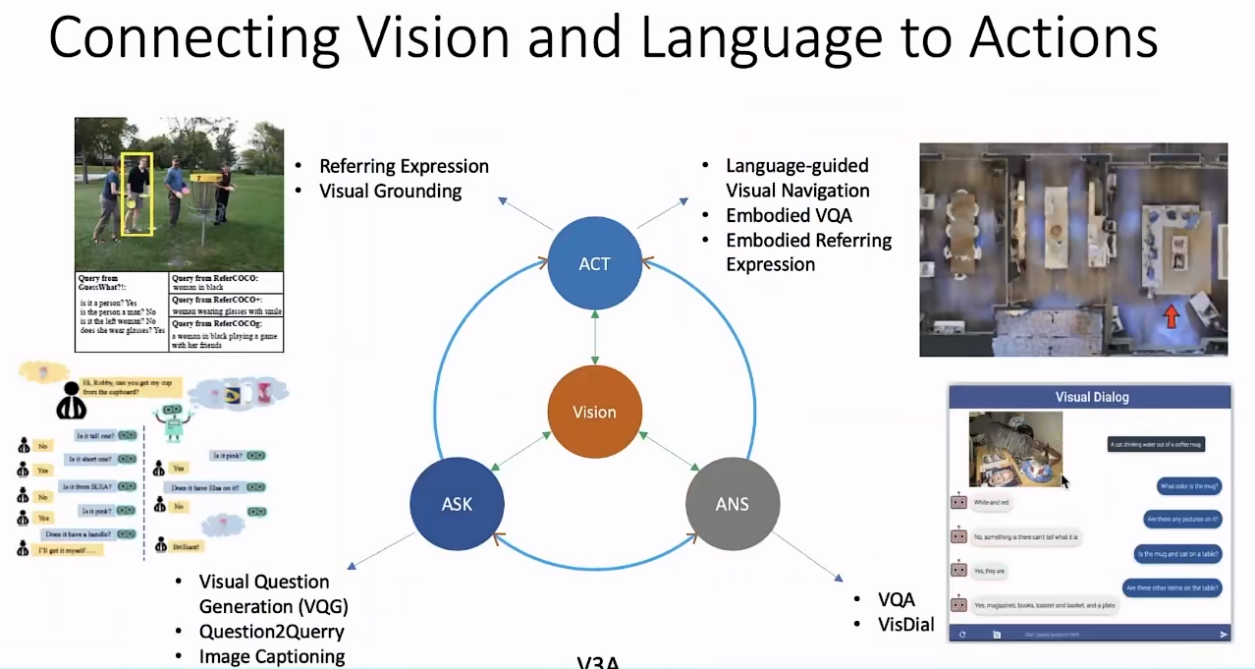 Connecting Vision and Language to Actions
• Referring Expression
• Visual Grounding
• Language-guided
Visual Navigation
• Embodied VQA
• Embodied Referring
Expression
7
Query from
GuessWhat?!:
is it a person? Yes
is the person a man? No
is it the left woman? No
does she wear glasses? Yes
Query from ReferCOCO:
woman in black
Query from ReferCOCO+:
woman wearing glasses with smile
Query from ReferCOCOg:
a woman in black playing a game
with her friends
ACT
Vision
ASK
ANS
Hi, Robby, can you get my cup
from the cupboard?
Is it tall one?
No
Is it short one?
Yes
Is it from IKEA?
No
Is it pink?
Yes
Does it have a handle?
I'll get it myself ....
Is it pink?
Yes
Does it have Elsa on it?
No
Brilliant!
Visual Dialog
A cat drinking water out of a coffee mug.
What color is the mug?
White and red
Are there any pictures on it?
No, something is there can't tell what it is
Is the mug and cat on a table?
Yes, they are
Are there other items on the table?
Yes, magazines, books, toaster and basket, and a plate
• Visual Question
Generation (VQG)
• Question2Querry
• Image Captioning
• VQA
• VisDial
V3A